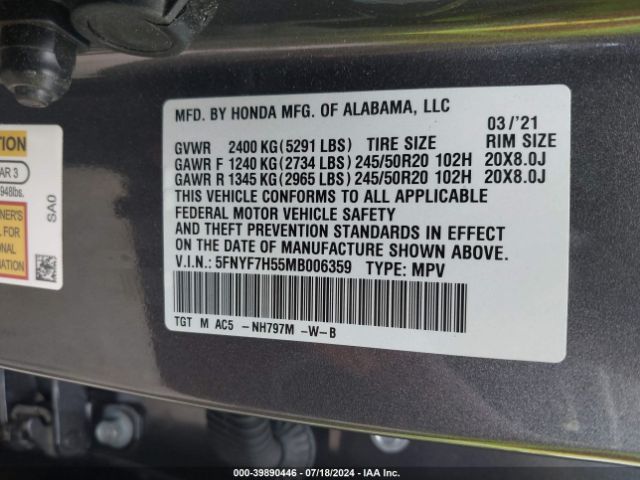 MFD. BY HONDA MFG. OF ALABAMA, LLC
03/'21
GVWR 2400 KG(5291 LBS) TIRE SIZE RIM SIZE
GAWR F 1240 KG(2734 LBS)245/50R20 102H 20X8.0J
GAWR R 1345 KG(2965 LBS)245/50R20 102H 20X8.0J
THIS VEHICLE CONFORMS TO ALL APPLICABLE
FEDERAL MOTOR VEHICLE SAFETY
AND THEFT PREVENTION STANDARDS IN EFFECT
ON THE DATE OF MANUFACTURE SHOWN ABOVE.
V.I.N.: 5FNYF7H55MB006359 TYPE: MPV
TGT M AC5 -NH797M -W-B
SA0
000-39890446 - 07/18/2024 - IAA Inc.